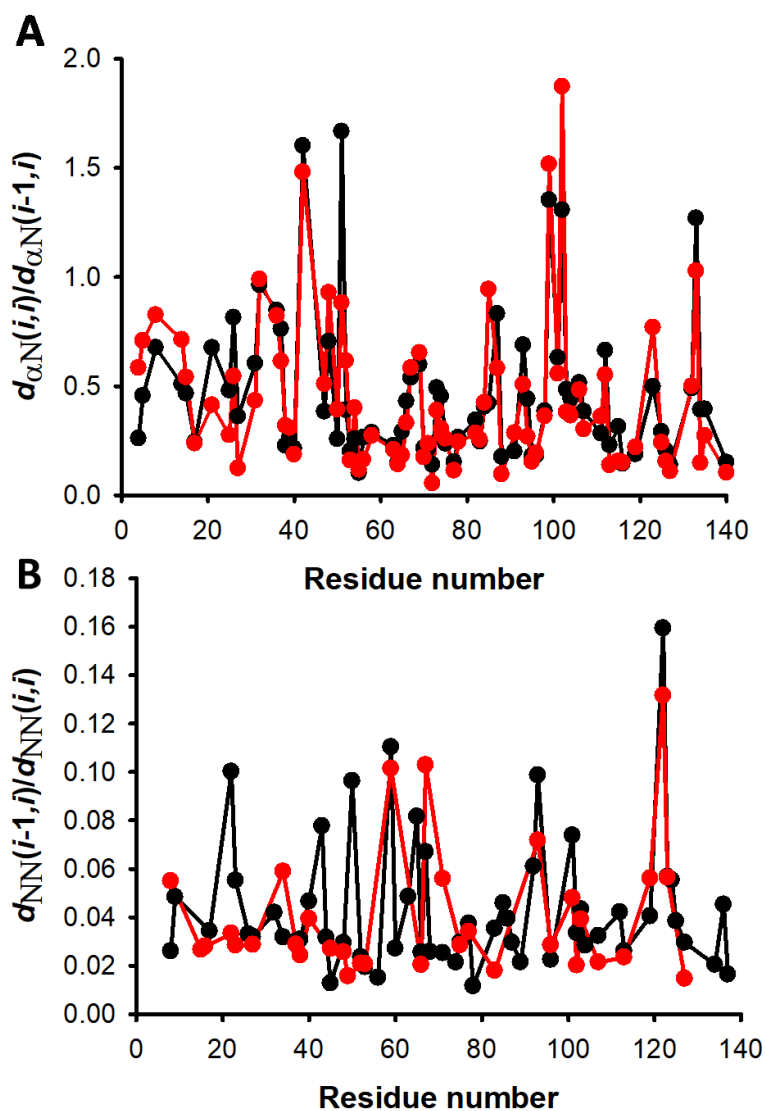 A
2.0
1.5
1.0
0.5
0.0
dαN(i,i)/dαN(i-1,i)
0 20 40 60 80 100 120 140
Residue number
B
0.18
0.16
0.14
0.12
0.10
0.08
0.06
0.04
0.02
0.00
dNN(i-1,i)/dNN(i,i)
0 20 40 60 80 100 120 140
Residue number